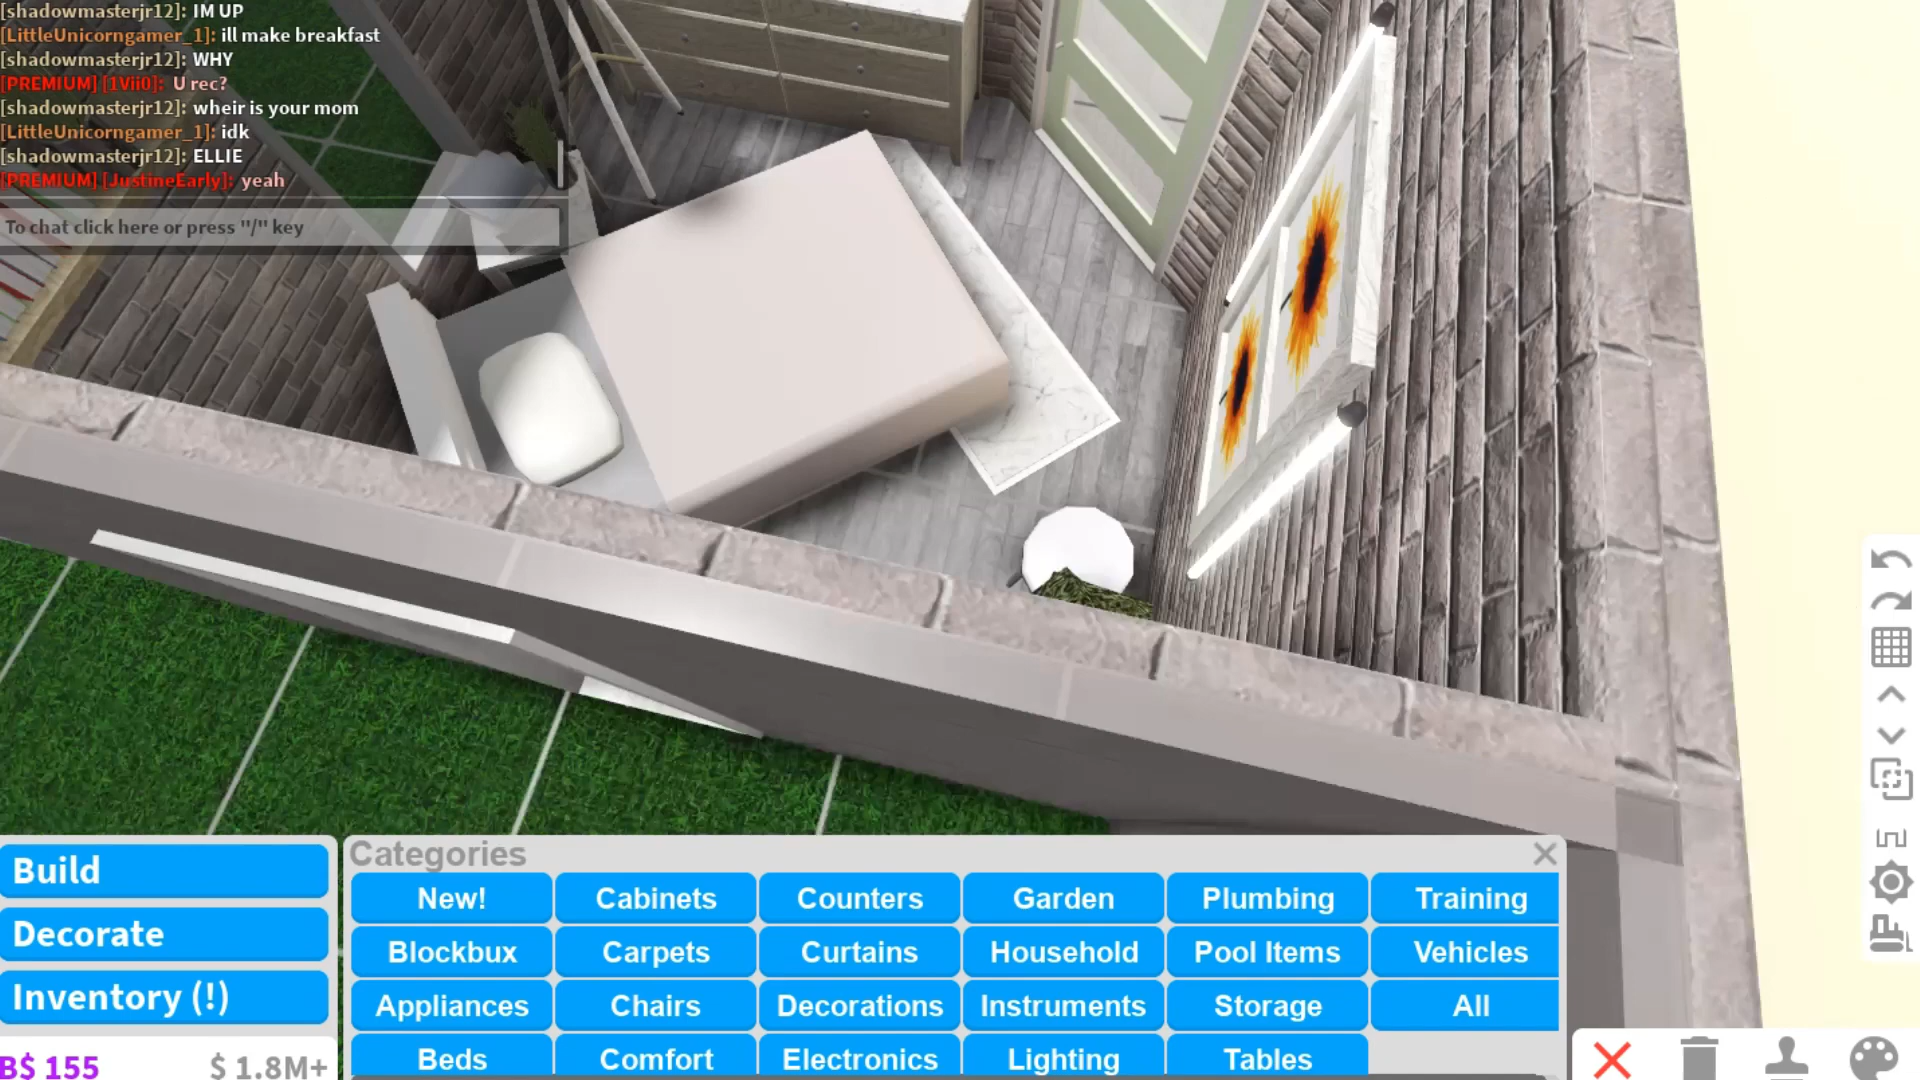 [shadowmasterjr12]: IM UP
[LittleUnicorngamer_1]: ill make breakfast
[shadowmasterjr12]: WHY
[PREMIUM] [1Vii0]: U rec?
[shadowmasterjr12]: wheir is your mom
[LittleUnicorngamer_1]: idk
[shadowmasterjr12]: ELLIE
[PREMIUM] [JustineEarly]: yeah
To chat click here or press "/" key
Build
Decorate
Inventory (!)
B$ 155 $ 1.8M+
Categories
New! Cabinets Counters Garden Plumbing Training
Blockbux Carpets Curtains Household Pool Items Vehicles
Appliances Chairs Decorations Instruments Storage All
Beds Comfort Electronics Lighting Tables